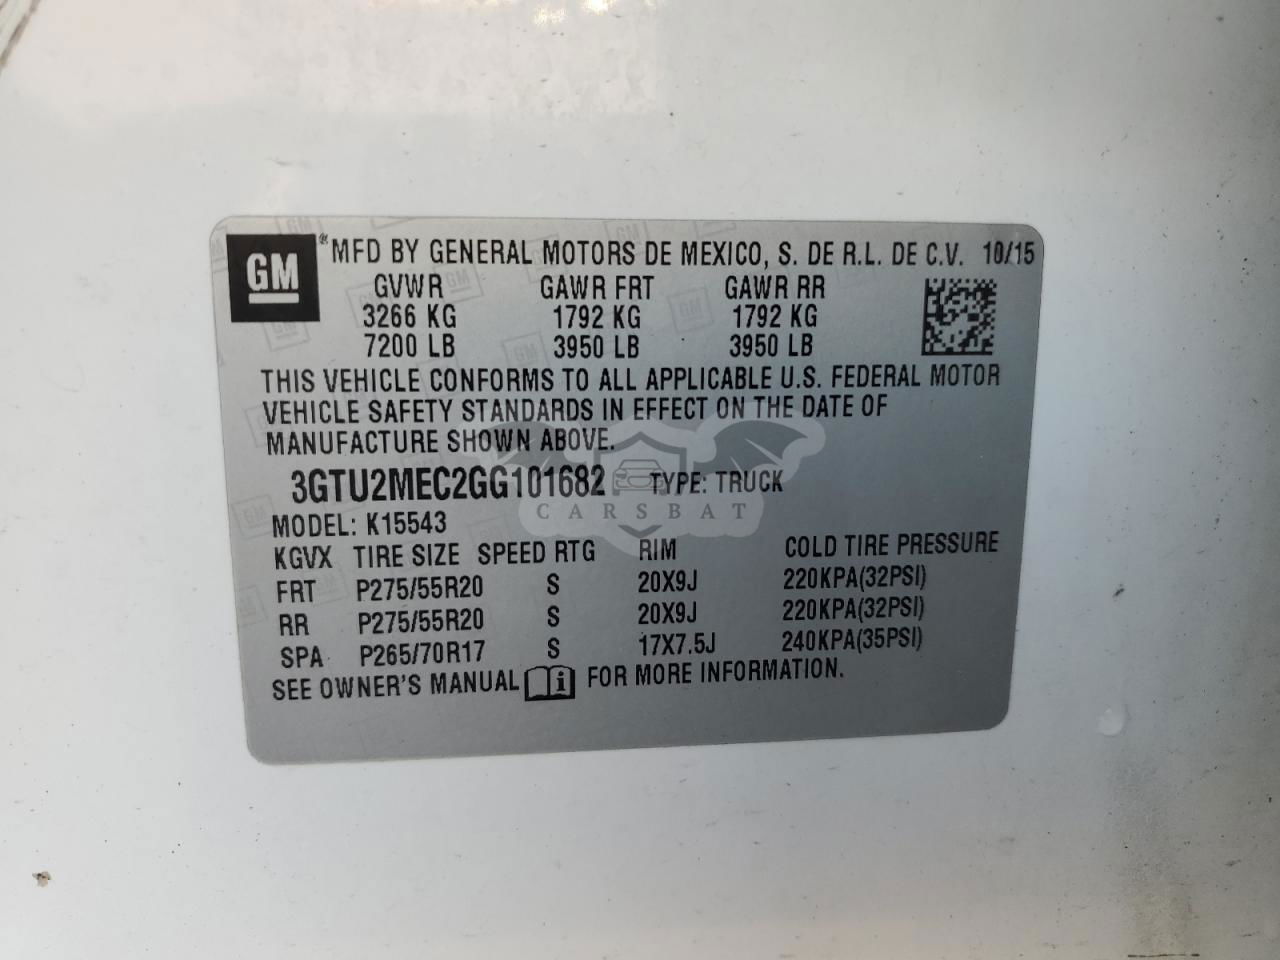 GM
MFD BY GENERAL MOTORS DE MEXICO, S. DE R.L. DE C.V. 10/15
GVWR GAWR FRT GAWR RR
3266 KG 1792 KG 1792 KG
7200 LB 3950 LB 3950 LB
THIS VEHICLE CONFORMS TO ALL APPLICABLE U.S. FEDERAL MOTOR
VEHICLE SAFETY STANDARDS IN EFFECT ON THE DATE OF
MANUFACTURE SHOWN ABOVE.
3GTU2MEC2GG101682 TYPE: TRUCK
CARSBAT
MODEL: K15543
KGVX TIRE SIZE SPEED RTG RIM COLD TIRE PRESSURE
FRT P275/55R20 S 20X9J 220KPA(32PSI)
RR P275/55R20 S 20X9J 220KPA(32PSI)
SPA P265/70R17 S 17X7.5J 240KPA(35PSI)
SEE OWNER'S MANUAL i FOR MORE INFORMATION.